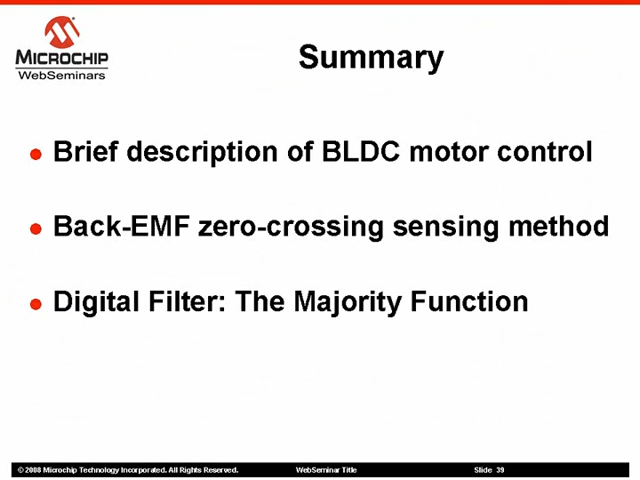 MICROCHIP
WebSeminars
Summary
Brief description of BLDC motor control
Back-EMF zero-crossing sensing method
Digital Filter: The Majority Function
© 2008 Microchip Technology Incorporated. All Rights Reserved. WebSeminar Title Slide 39